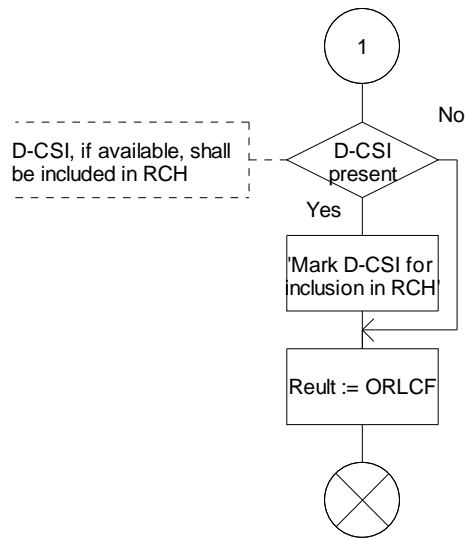 1
No
D-CSI, if available, shall
be included in RCH
D-CSI
present
Yes
'Mark D-CSI for
inclusion in RCH'
Reult := ORLCF